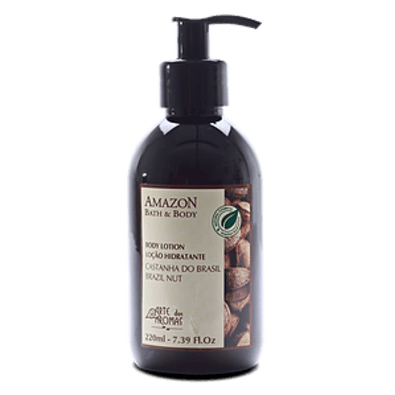 AMAZON
BATH & BODY
BODY LOTION
LOÇÃO HIDRATANTE
CASTANHA DO BRASIL
BRAZIL NUT
ARTE dos
AROMAS
220ml - 7.39 Fl.Oz